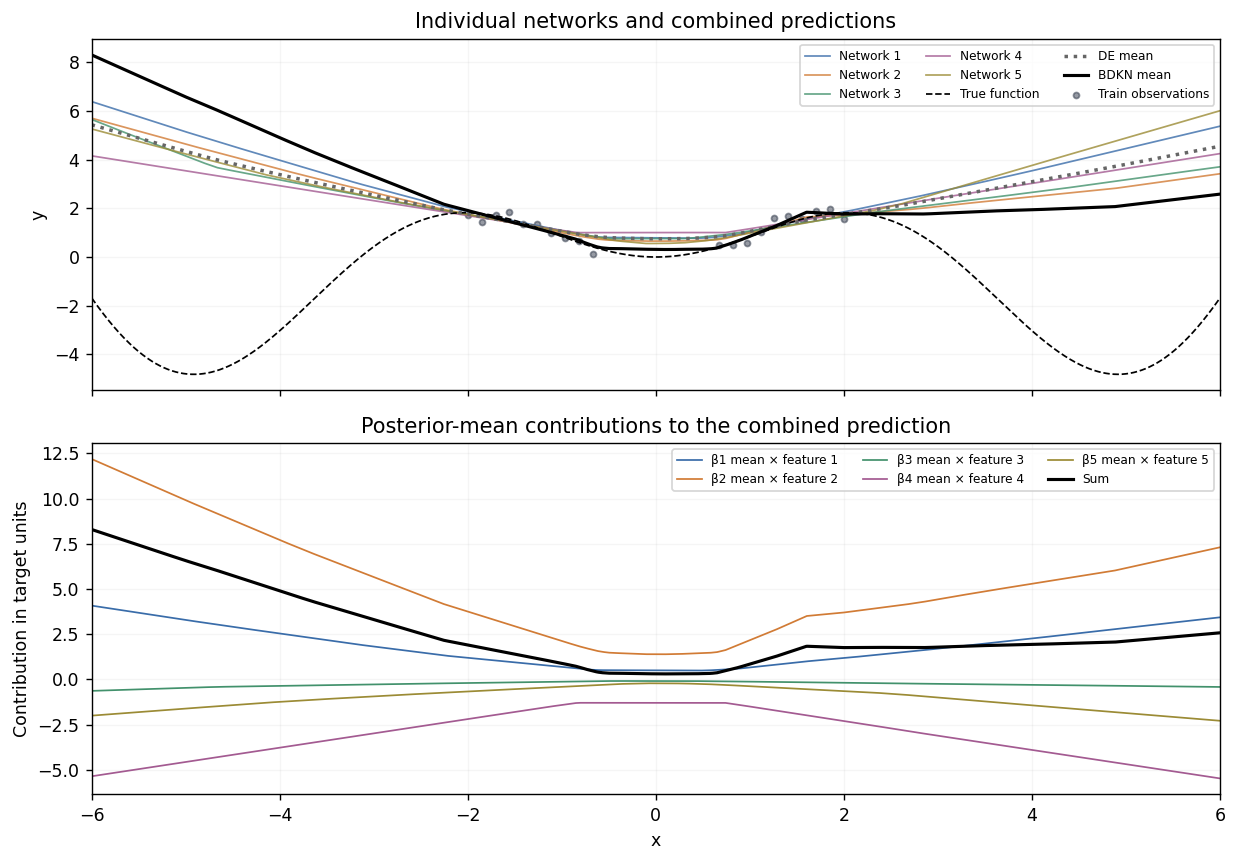 Individual networks and combined predictions
8
6
4
2
0
−2
−4
y
Network 1
Network 2
Network 3
Network 4
Network 5
True function
DE mean
BDKN mean
Train observations
Posterior-mean contributions to the combined prediction
12.5
10.0
7.5
5.0
2.5
0.0
−2.5
−5.0
Contribution in target units
β1 mean × feature 1
β2 mean × feature 2
β3 mean × feature 3
β4 mean × feature 4
β5 mean × feature 5
Sum
−6
−4
−2
0
2
4
6
x